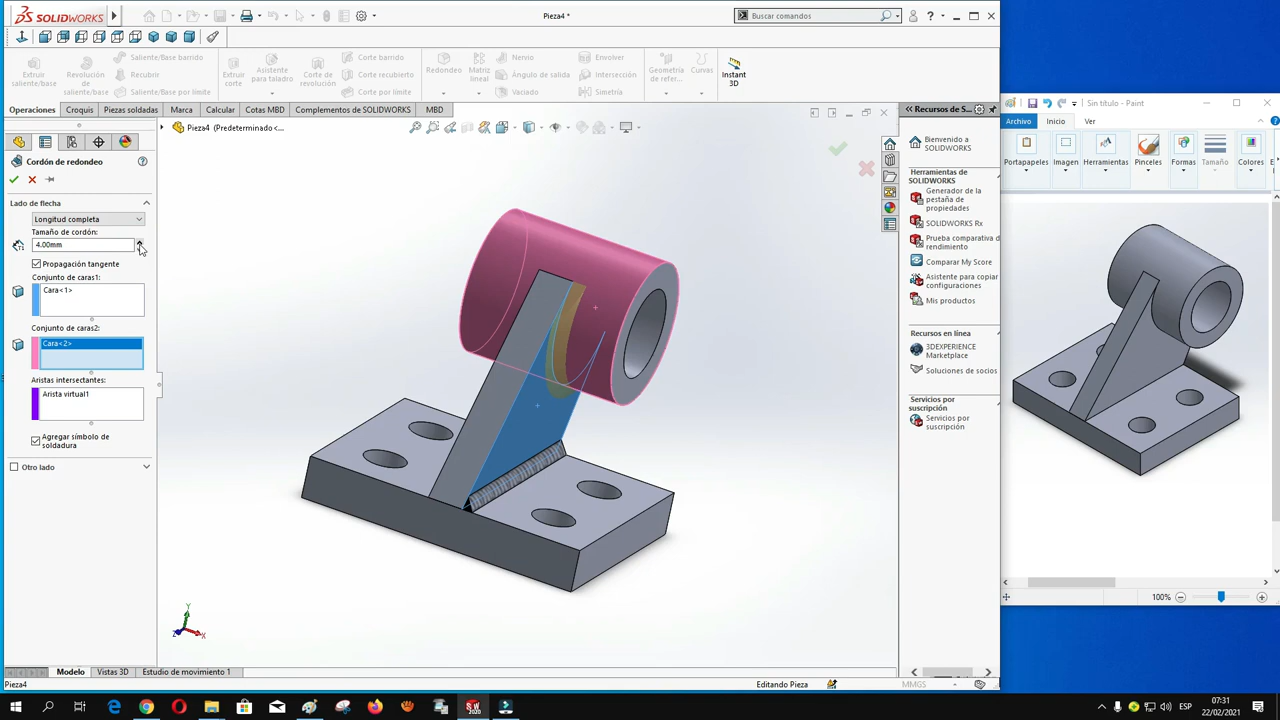 SOLIDWORKS
Pieza4 *
Buscar comandos
Extruir saliente/base
Revolución de saliente/base
Saliente/Base barrido
Recubrir
Saliente/Base por límite
Extruir corte
Asistente para taladro
Corte de revolución
Corte barrido
Corte recubierto
Corte por límite
Redondeo
Matriz lineal
Nervio
Ángulo de salida
Vaciado
Envolver
Intersección
Simetría
Geometría de refer...
Curvas
Instant 3D
Operaciones
Croquis
Piezas soldadas
Marca
Calcular
Cotas MBD
Complementos de SOLIDWORKS
MBD
Pieza4 (Predeterminado<...
Cordón de redondeo
Lado de flecha
Longitud completa
Tamaño de cordón:
4.00mm
Propagación tangente
Conjunto de caras1:
Cara<1>
Conjunto de caras2:
Cara<2>
Aristas intersectantes:
Arista virtual1
Agregar símbolo de soldadura
Otro lado
Y
X
Z
Recursos de S...
Bienvenido a SOLIDWORKS
Herramientas de SOLIDWORKS
Generador de la pestaña de propiedades
SOLIDWORKS Rx
Prueba comparativa de rendimiento
Comparar My Score
Asistente para copiar configuraciones
Mis productos
Recursos en línea
3DEXPERIENCE Marketplace
Soluciones de socios
Servicios por suscripción
Servicios por suscripción
Modelo
Vistas 3D
Estudio de movimiento 1
Pieza4
Editando Pieza
MMGS
Sin título - Paint
Archivo
Inicio
Ver
Portapapeles
Imagen
Herramientas
Pinceles
Formas
Tamaño
Colores
100%
ESP
07:31
22/02/2021